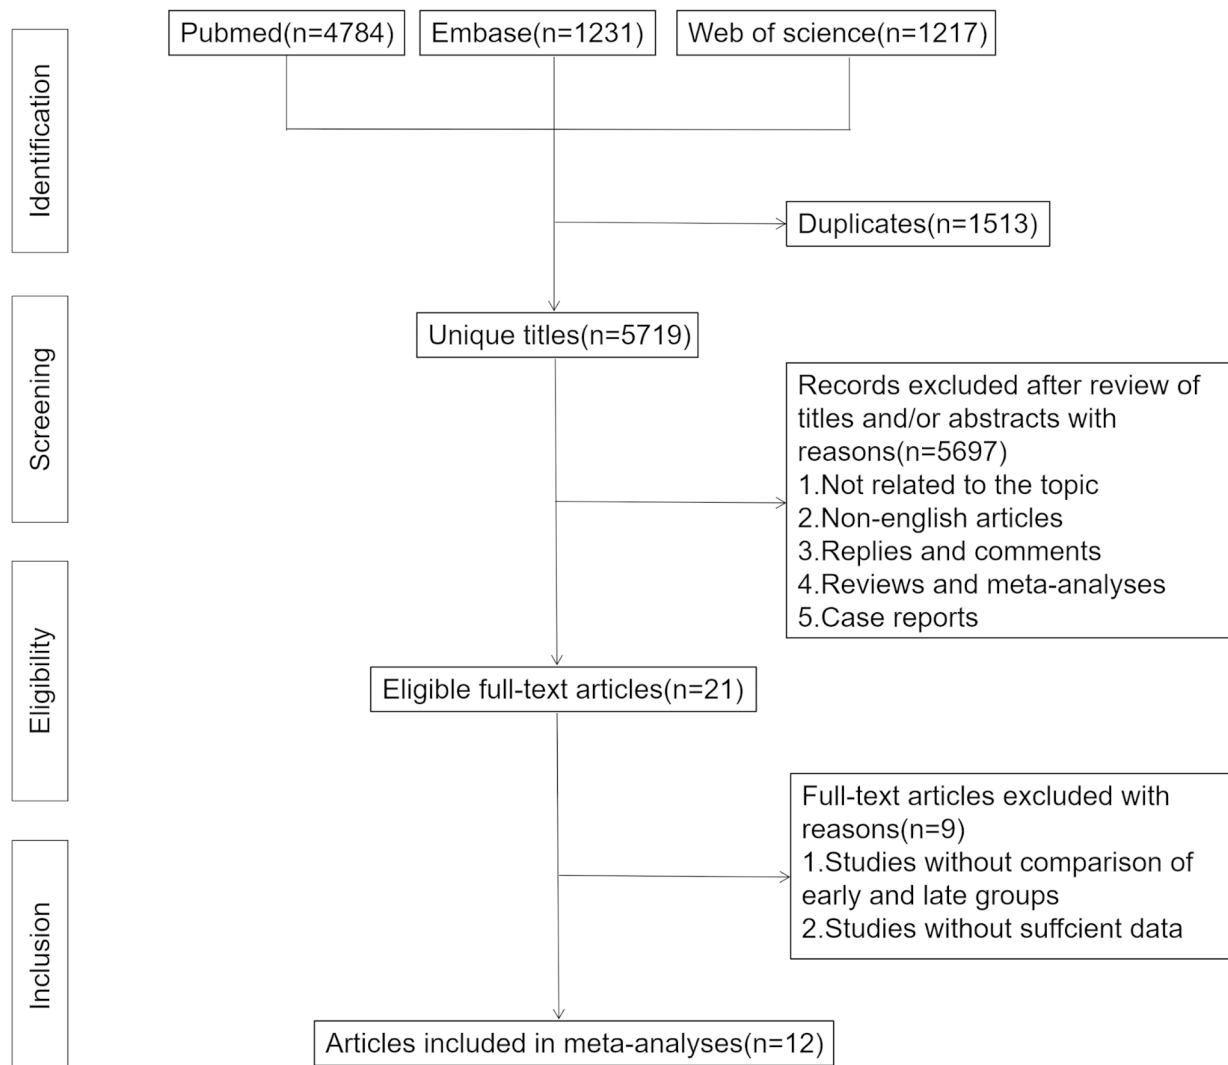 Pubmed(n=4784)
Embase(n=1231)
Web of science(n=1217)
Identification
Duplicates(n=1513)
Unique titles(n=5719)
Screening
Records excluded after review of
titles and/or abstracts with
reasons(n=5697)
1.Not related to the topic
2.Non-english articles
3.Replies and comments
4.Reviews and meta-analyses
5.Case reports
Eligibility
Eligible full-text articles(n=21)
Full-text articles excluded with
reasons(n=9)
1.Studies without comparison of
early and late groups
2.Studies without suffcient data
Inclusion
Articles included in meta-analyses(n=12)